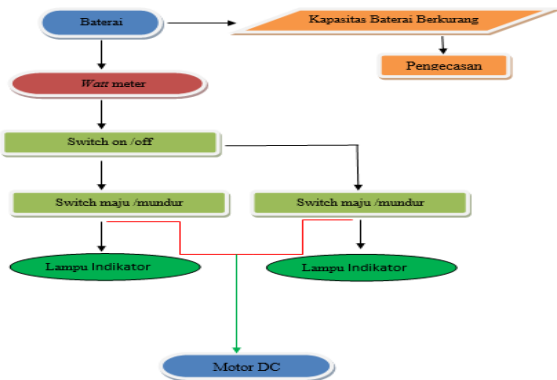 Baterai
Kapasitas Baterai Berkurang
Pengecasan
Watt meter
Switch on /off
Switch maju /mundur
Switch maju /mundur
Lampu Indikator
Lampu Indikator
Motor DC